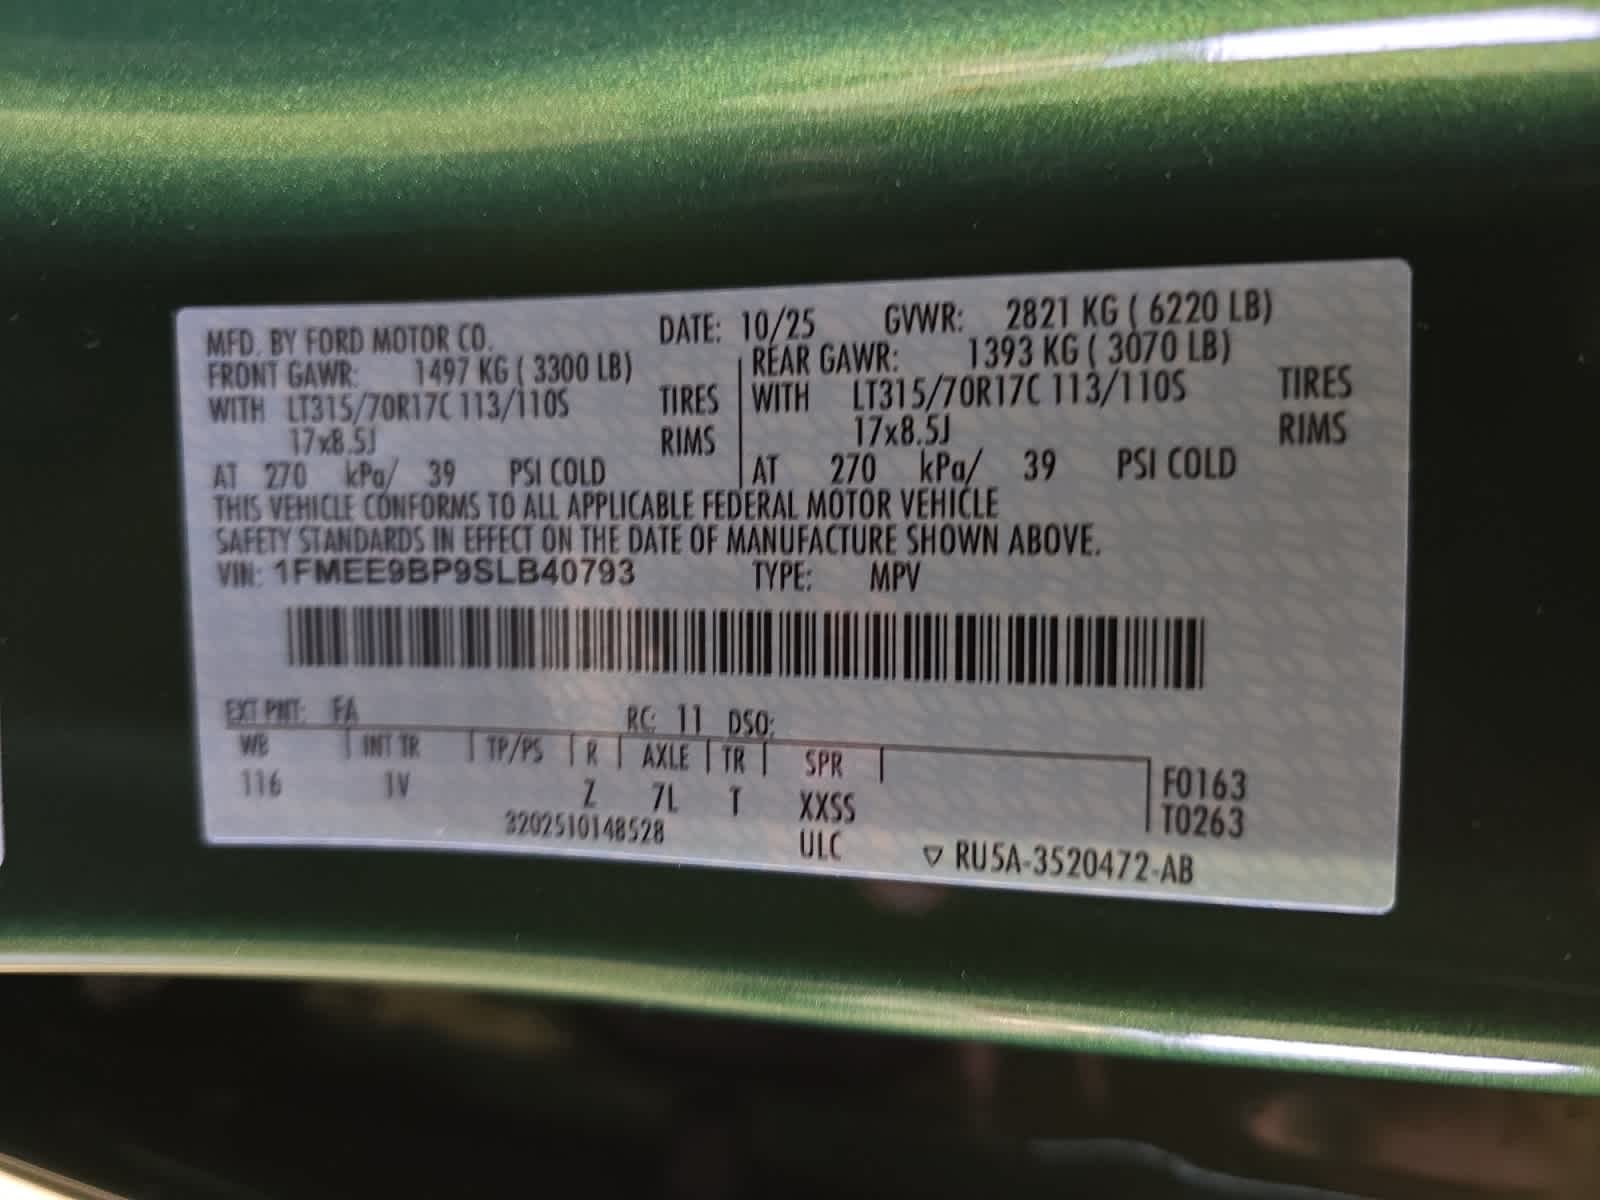 MFD. BY FORD MOTOR CO. DATE: 10/25 GVWR: 2821 KG ( 6220 LB)
FRONT GAWR: 1497 KG ( 3300 LB) REAR GAWR: 1393 KG ( 3070 LB)
WITH LT315/70R17C 113/110S TIRES WITH LT315/70R17C 113/110S TIRES
17x8.5J RIMS 17x8.5J RIMS
AT 270 kPa/ 39 PSI COLD AT 270 kPa/ 39 PSI COLD
THIS VEHICLE CONFORMS TO ALL APPLICABLE FEDERAL MOTOR VEHICLE
SAFETY STANDARDS IN EFFECT ON THE DATE OF MANUFACTURE SHOWN ABOVE.
VIN: 1FMEE9BP9SLB40793 TYPE: MPV
EXT PNT: FA RC: 11 DSO:
WB INT TR TP/PS R AXLE TR SPR
116 1V Z 7L T XXSS
F0163
T0263
3202510148528 ULC ▽ RU5A-3520472-AB